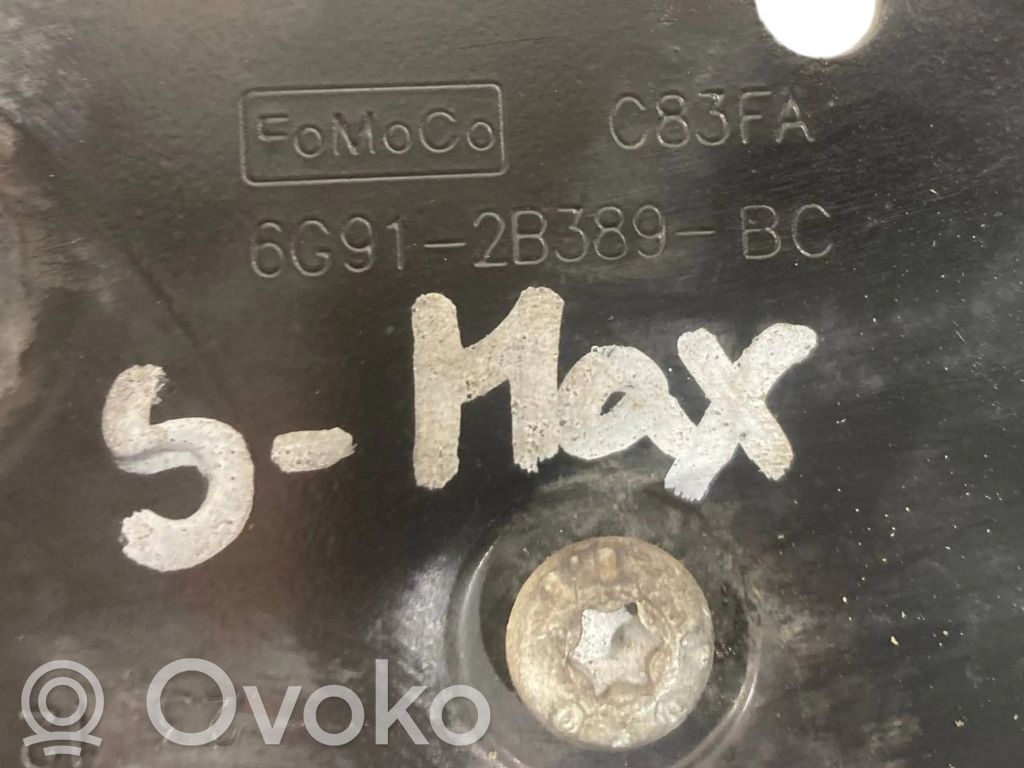 FoMoCo C83FA
6G91-2B389-BC
S-Max
Ovoko